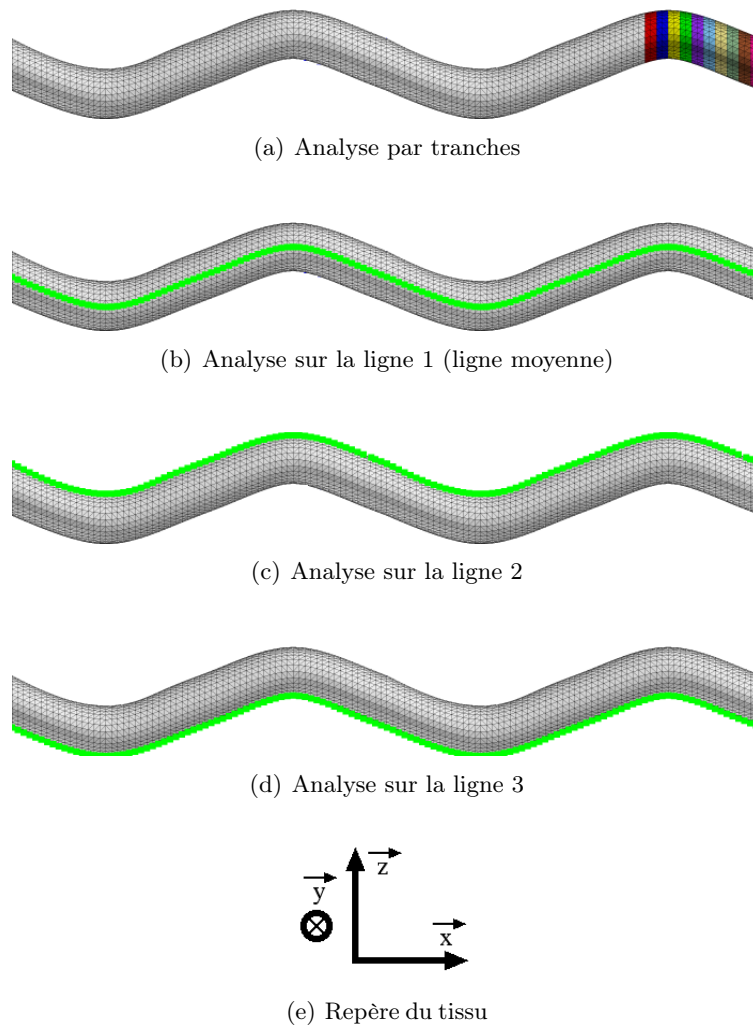 (a) Analyse par tranches
(b) Analyse sur la ligne 1 (ligne moyenne)
(c) Analyse sur la ligne 2
(d) Analyse sur la ligne 3
z
y
x
(e) Repère du tissu